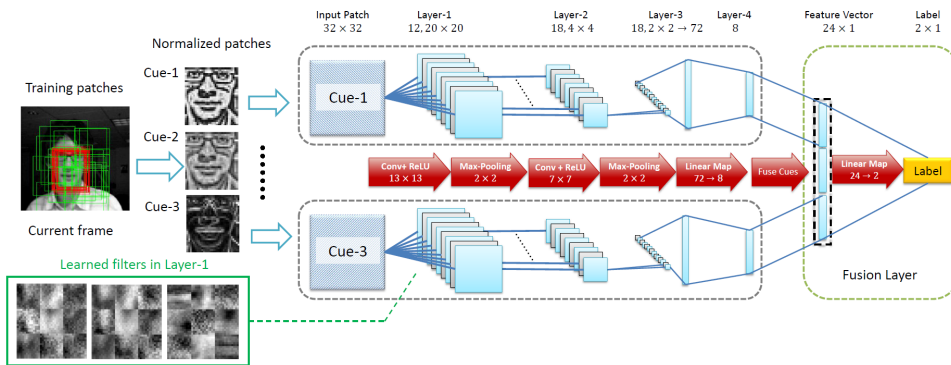 Input Patch
32 × 32
Layer-1
12, 20 × 20
Layer-2
18, 4 × 4
Layer-3
18, 2 × 2 → 72
Layer-4
8
Feature Vector
24 × 1
Label
2 × 1
Normalized patches
Training patches
Current frame
Cue-1
Cue-2
Cue-3
Cue-1
Conv+ ReLU
13 × 13
Max-Pooling
2 × 2
Conv + ReLU
7 × 7
Max-Pooling
2 × 2
Linear Map
72 → 8
Fuse Cues
Linear Map
24 → 2
Label
Cue-3
Fusion Layer
Learned filters in Layer-1